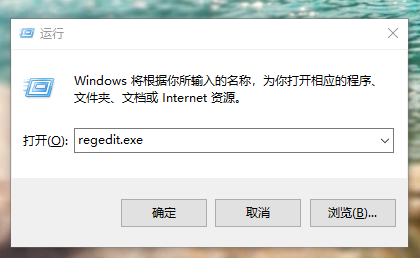 运行
Windows 将根据你所输入的名称，为你打开相应的程序、
文件夹、文档或 Internet 资源。
打开(O): regedit.exe
确定 取消 浏览(B)...